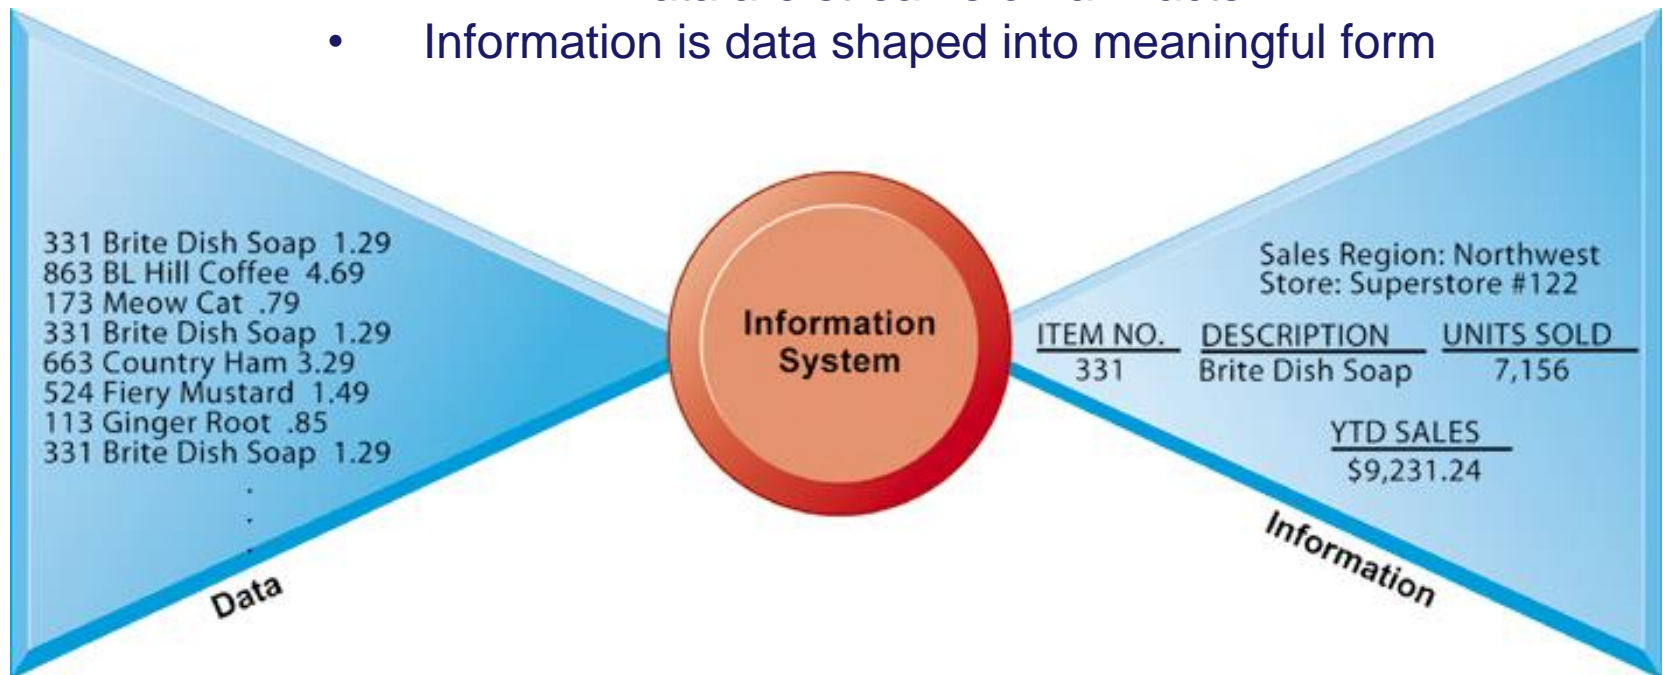 • Information is data shaped into meaningful form
331 Brite Dish Soap 1.29
863 BL Hill Coffee 4.69
173 Meow Cat .79
331 Brite Dish Soap 1.29
663 Country Ham 3.29
524 Fiery Mustard 1.49
113 Ginger Root .85
331 Brite Dish Soap 1.29
.
.
.
Data
Information
System
Sales Region: Northwest
Store: Superstore #122
ITEM NO. DESCRIPTION UNITS SOLD
331 Brite Dish Soap 7,156
YTD SALES
$9,231.24
Information